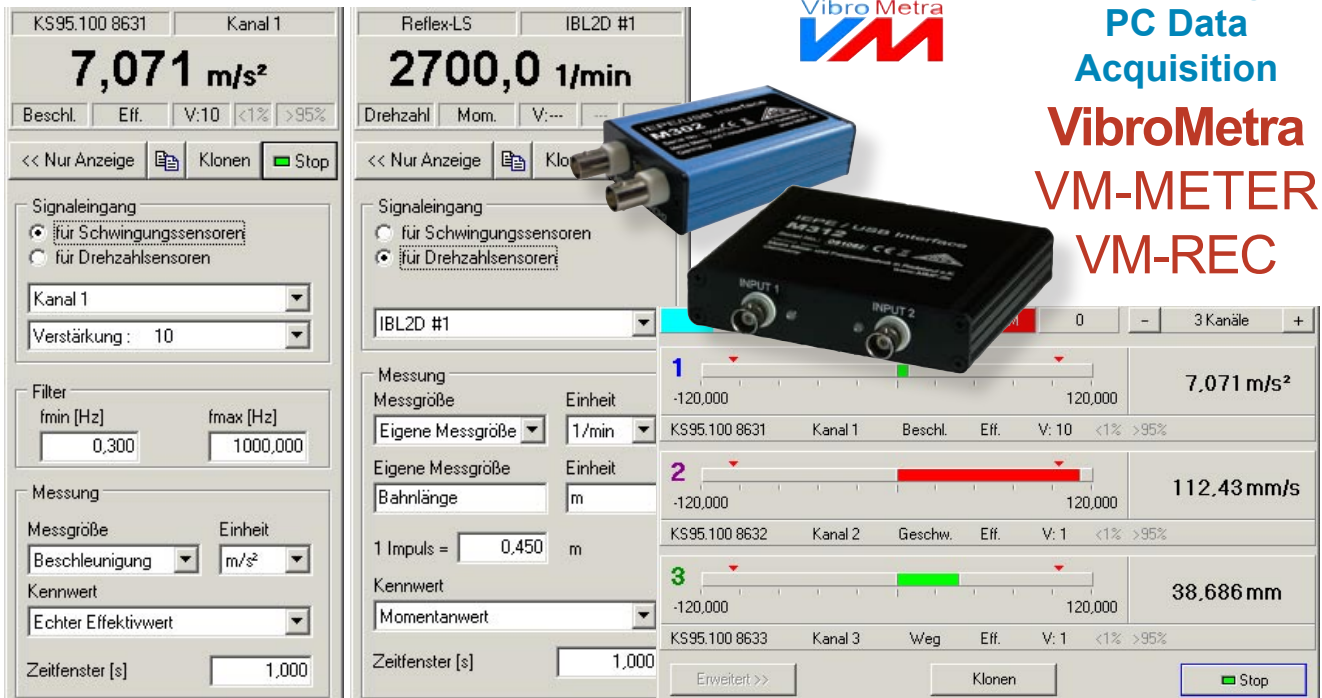 KS95.100 8631 Kanal 1
7,071 m/s²
Beschl. Eff. V:10 <1% >95%
<< Nur Anzeige Klonen Stop
Signaleingang
für Schwingungssensoren
für Drehzahlsensoren
Kanal 1
Verstärkung : 10
Filter
fmin [Hz] fmax [Hz]
0,300 1000,000
Messung
Messgröße Einheit
Beschleunigung m/s²
Kennwert
Echter Effektivwert
Zeitfenster [s] 1,000
Reflex-LS IBL2D #1
2700,0 1/min
Drehzahl Mom. V:--- ---
<< Nur Anzeige
Signaleingang
für Schwingungssensoren
für Drehzahlsensoren
IBL2D #1
Messung
Messgröße Einheit
Eigene Messgröße 1/min
Eigene Messgröße Einheit
Bahnlänge m
1 Impuls = 0,450 m
Kennwert
Momentanwert
Zeitfenster [s] 1,000
Vibro Metra
VM
PC Data
Acquisition
VibroMetra
VM-METER
VM-REC
IEPE/USB Interface
M302
Germany
IEPE / USB Interface
M312
INPUT 1
INPUT 2
0 - 3 Kanäle +
1
7,071 m/s²
-120,000 120,000
KS95.100 8631 Kanal 1 Beschl. Eff. V: 10 <1% >95%
2
112,43 mm/s
-120,000 120,000
KS95.100 8632 Kanal 2 Geschw. Eff. V: 1 <1% >95%
3
38,686 mm
-120,000 120,000
KS95.100 8633 Kanal 3 Weg Eff. V: 1 <1% >95%
Erweitert >> Klonen Stop